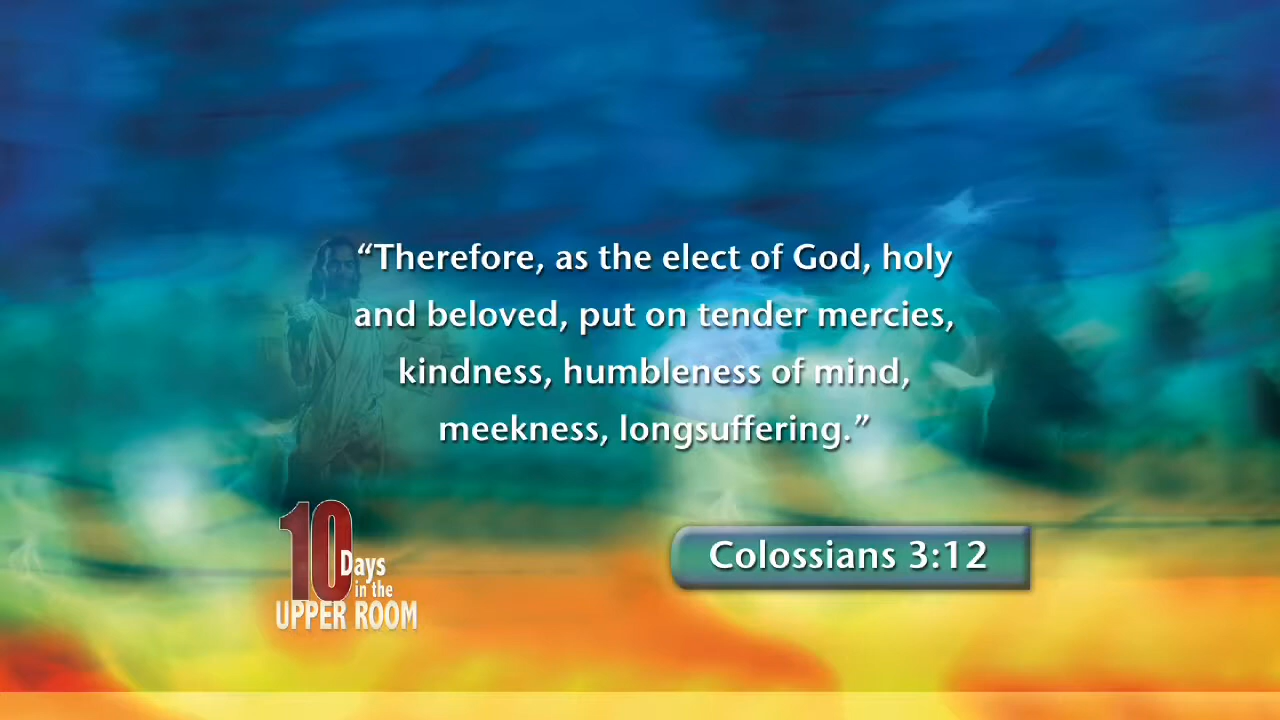 “Therefore, as the elect of God, holy
and beloved, put on tender mercies,
kindness, humbleness of mind,
meekness, longsuffering.”
Colossians 3:12
10
Days
in the
UPPER ROOM